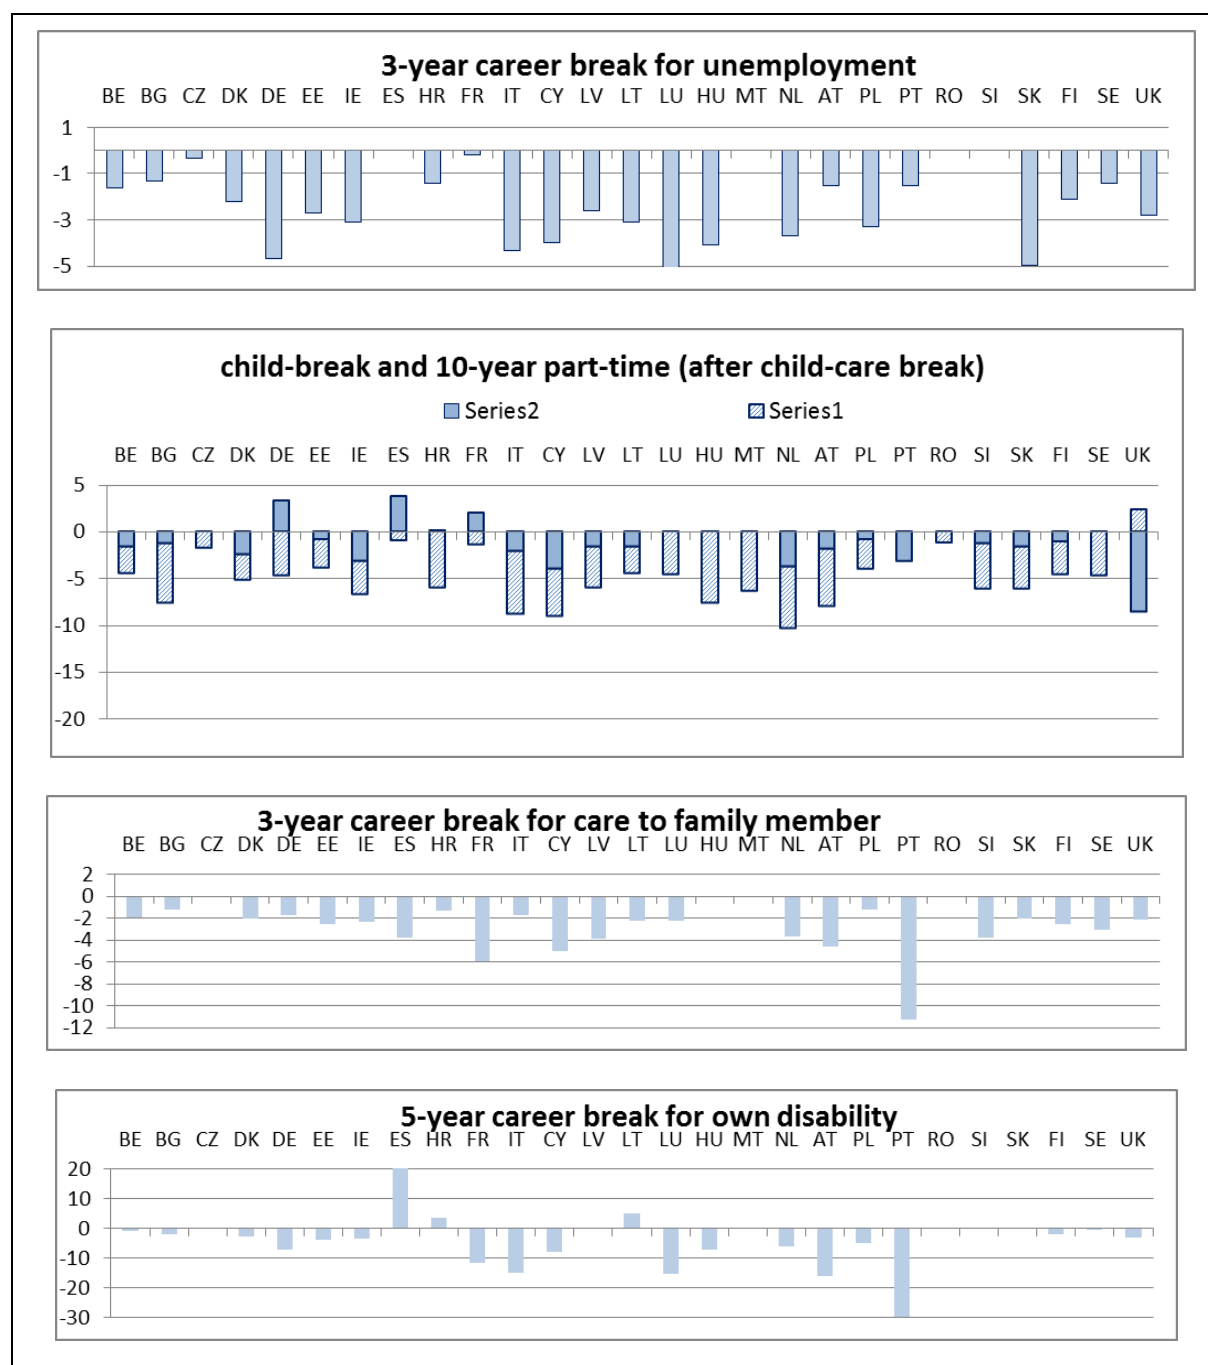 3-year career break for unemployment
BE BG CZ DK DE EE IE ES HR FR IT CY LV LT LU HU MT NL AT PL PT RO SI SK FI SE UK
1
-1
-3
-5
child-break and 10-year part-time (after child-care break)
Series2 Series1
BE BG CZ DK DE EE IE ES HR FR IT CY LV LT LU HU MT NL AT PL PT RO SI SK FI SE UK
5
0
-5
-10
-15
-20
3-year career break for care to family member
BE BG CZ DK DE EE IE ES HR FR IT CY LV LT LU HU MT NL AT PL PT RO SI SK FI SE UK
2
0
-2
-4
-6
-8
-10
-12
5-year career break for own disability
BE BG CZ DK DE EE IE ES HR FR IT CY LV LT LU HU MT NL AT PL PT RO SI SK FI SE UK
20
10
0
-10
-20
-30